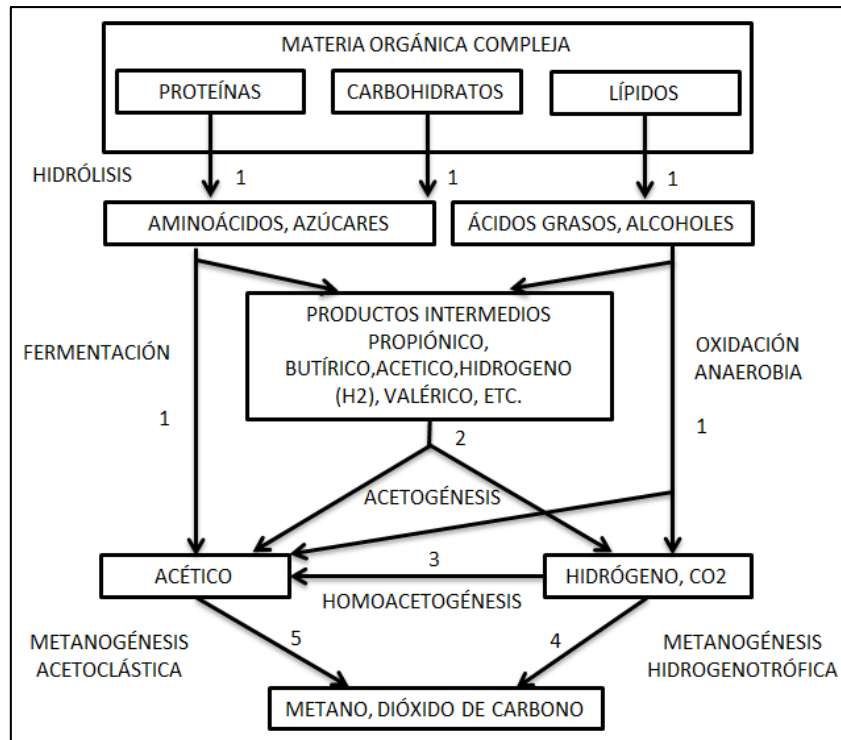 MATERIA ORGÁNICA COMPLEJA
PROTEÍNAS
CARBOHIDRATOS
LÍPIDOS
HIDRÓLISIS
1
1
1
AMINOÁCIDOS, AZÚCARES
ÁCIDOS GRASOS, ALCOHOLES
PRODUCTOS INTERMEDIOS
PROPIÓNICO,
BUTÍRICO,ACETICO,HIDROGENO
(H2), VALÉRICO, ETC.
FERMENTACIÓN
OXIDACIÓN
ANAEROBIA
1
1
2
ACETOGÉNESIS
ACÉTICO
3
HIDRÓGENO, CO2
HOMOACETOGÉNESIS
METANOGÉNESIS
ACETOCLÁSTICA
5
4
METANOGÉNESIS
HIDROGENOTRÓFICA
METANO, DIÓXIDO DE CARBONO